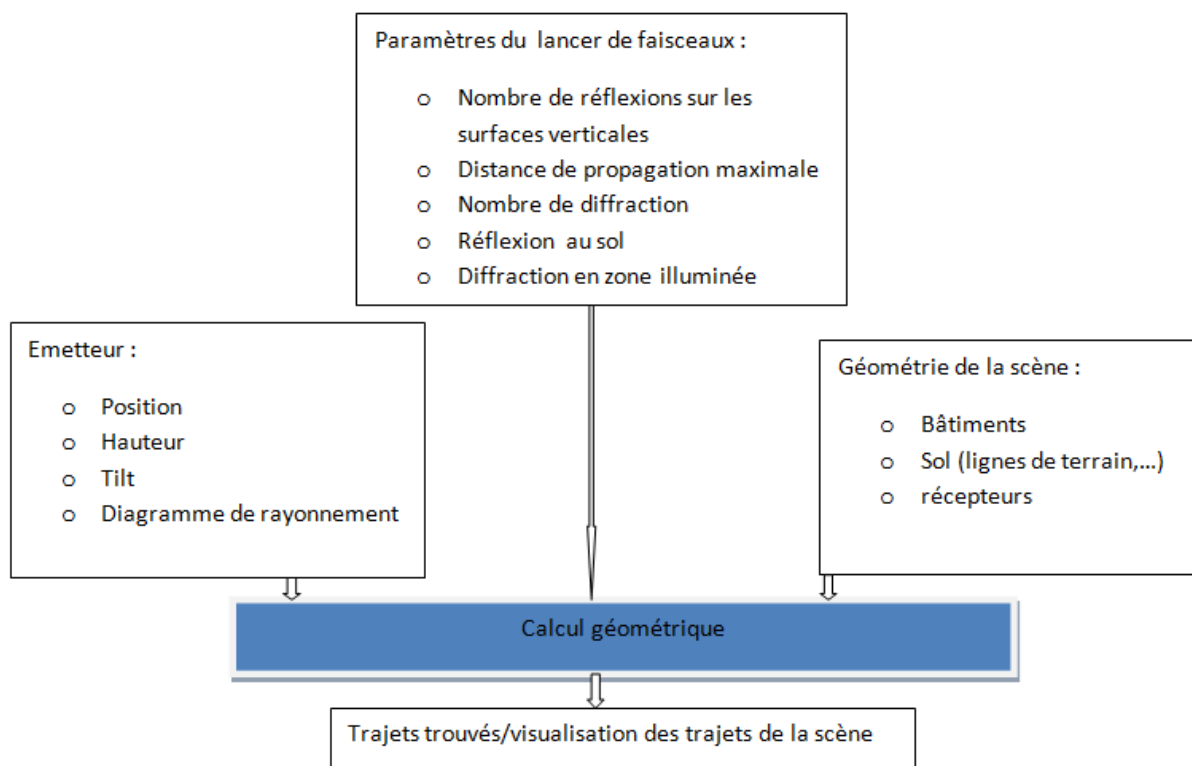 Paramètres du lancer de faisceaux :
o Nombre de réflexions sur les
surfaces verticales
o Distance de propagation maximale
o Nombre de diffraction
o Réflexion au sol
o Diffraction en zone illuminée
Emetteur :
o Position
o Hauteur
o Tilt
o Diagramme de rayonnement
Géométrie de la scène :
o Bâtiments
o Sol (lignes de terrain,...)
o récepteurs
Calcul géométrique
Trajets trouvés/visualisation des trajets de la scène